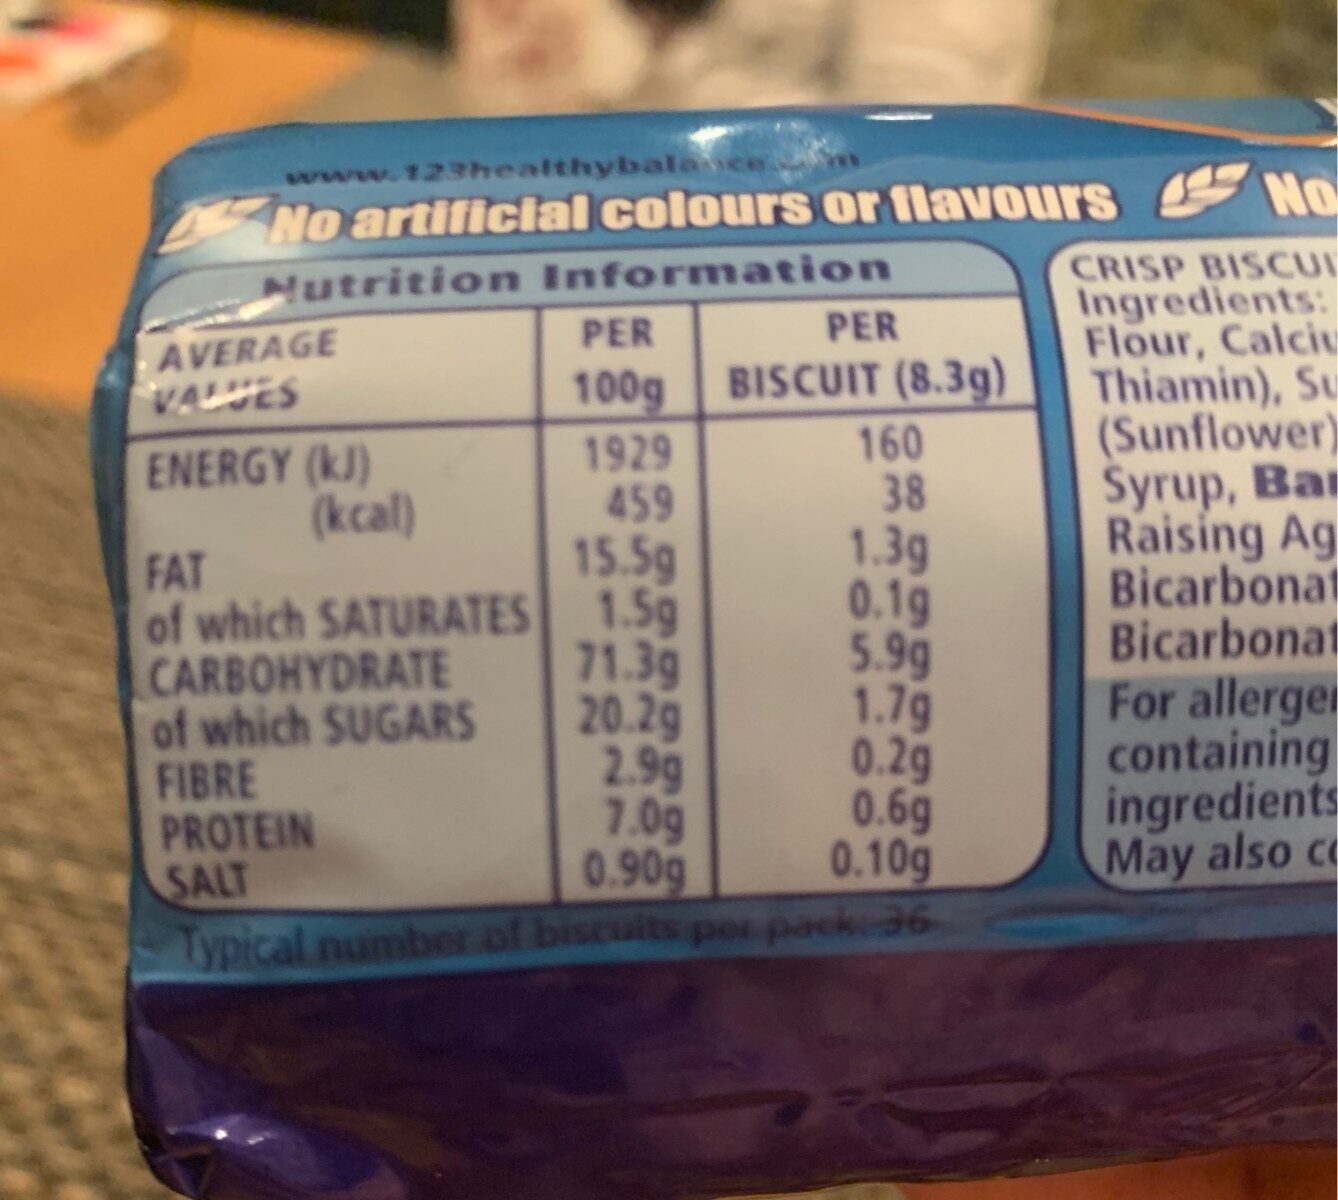 www.123healthybalance.com
No artificial colours or flavours No
Nutrition Information
AVERAGE VALUES PER 100g PER BISCUIT (8.3g)
ENERGY (kJ) 1929 160
(kcal) 459 38
FAT 15.5g 1.3g
of which SATURATES 1.5g 0.1g
CARBOHYDRATE 71.3g 5.9g
of which SUGARS 20.2g 1.7g
FIBRE 2.9g 0.2g
PROTEIN 7.0g 0.6g
SALT 0.90g 0.10g
Typical number of biscuits per pack: 36
CRISP BISCUI
Ingredients:
Flour, Calciu
Thiamin), Su
(Sunflower)
Syrup, Bar
Raising Ag
Bicarbonat
Bicarbonat
For allergen
containing
ingredients
May also co